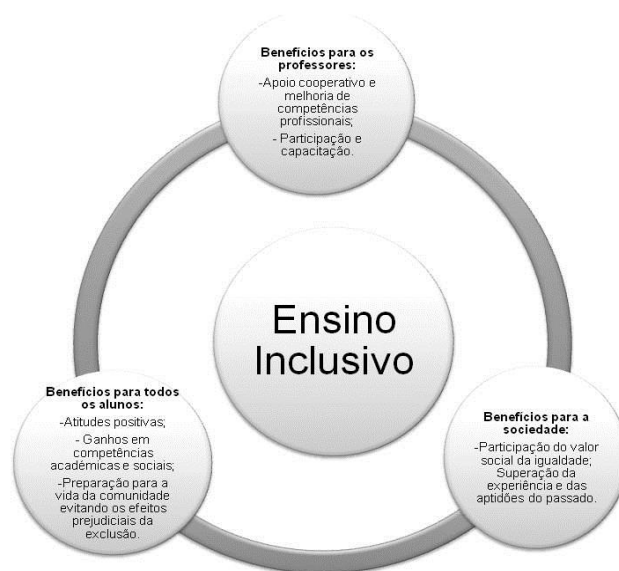 Benefícios para os
professores:
-Apoio cooperativo e
melhoria de
competências
profissionais;
- Participação e
capacitação.
Ensino
Inclusivo
Benefícios para todos
os alunos:
-Atitudes positivas;
- Ganhos em
competências
académicas e sociais;
-Preparação para a
vida da comunidade
evitando os efeitos
prejudiciais da
exclusão.
Benefícios para a
sociedade:
-Participação do valor
social da igualdade;
Superação da
experiência e das
aptidões do passado.